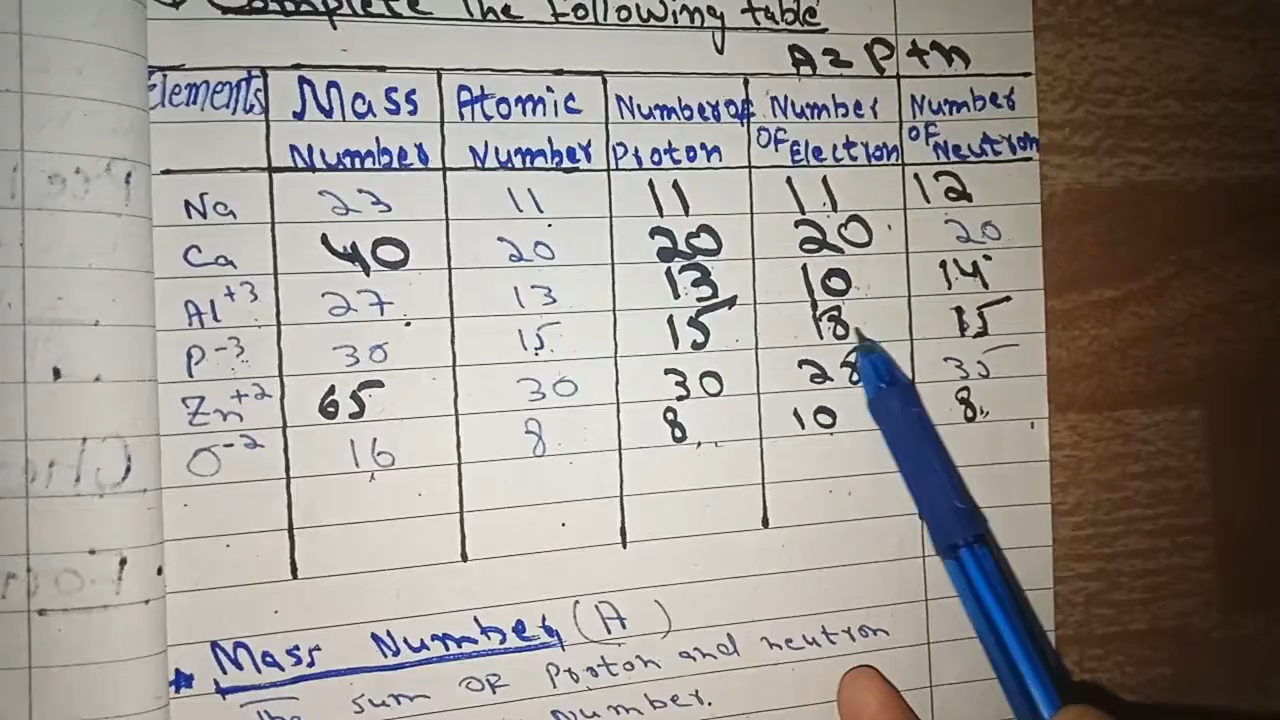 Complete The Following table
A = P + n
Elements Mass Number Atomic Number Number OF Proton Number OF Electron Number OF Neutron
Na 23 11 11 11 12
Ca 40 20 20 20 20
Al+3 27 13 13 10 14
P-3 30 15 15 18 15
Zn+2 65 30 30 28 35
O-2 16 8 8 10 8
Mass Number (A)
The sum OF Proton and neutron
Number.